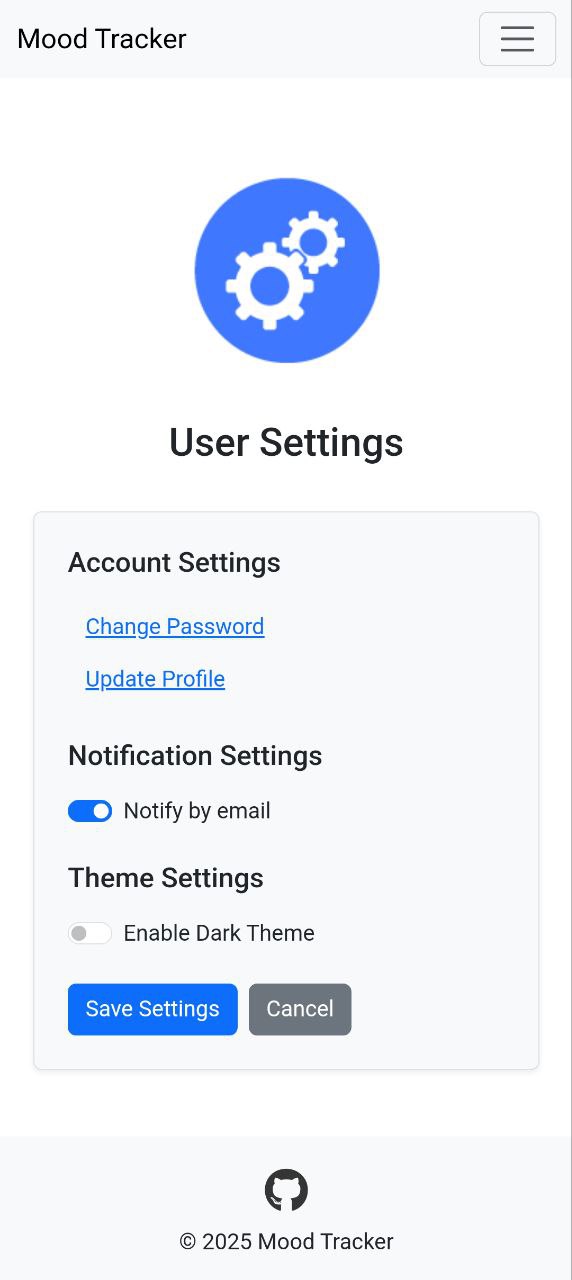 Mood Tracker
User Settings
Account Settings
Change Password
Update Profile
Notification Settings
Notify by email
Theme Settings
Enable Dark Theme
Save Settings Cancel
© 2025 Mood Tracker